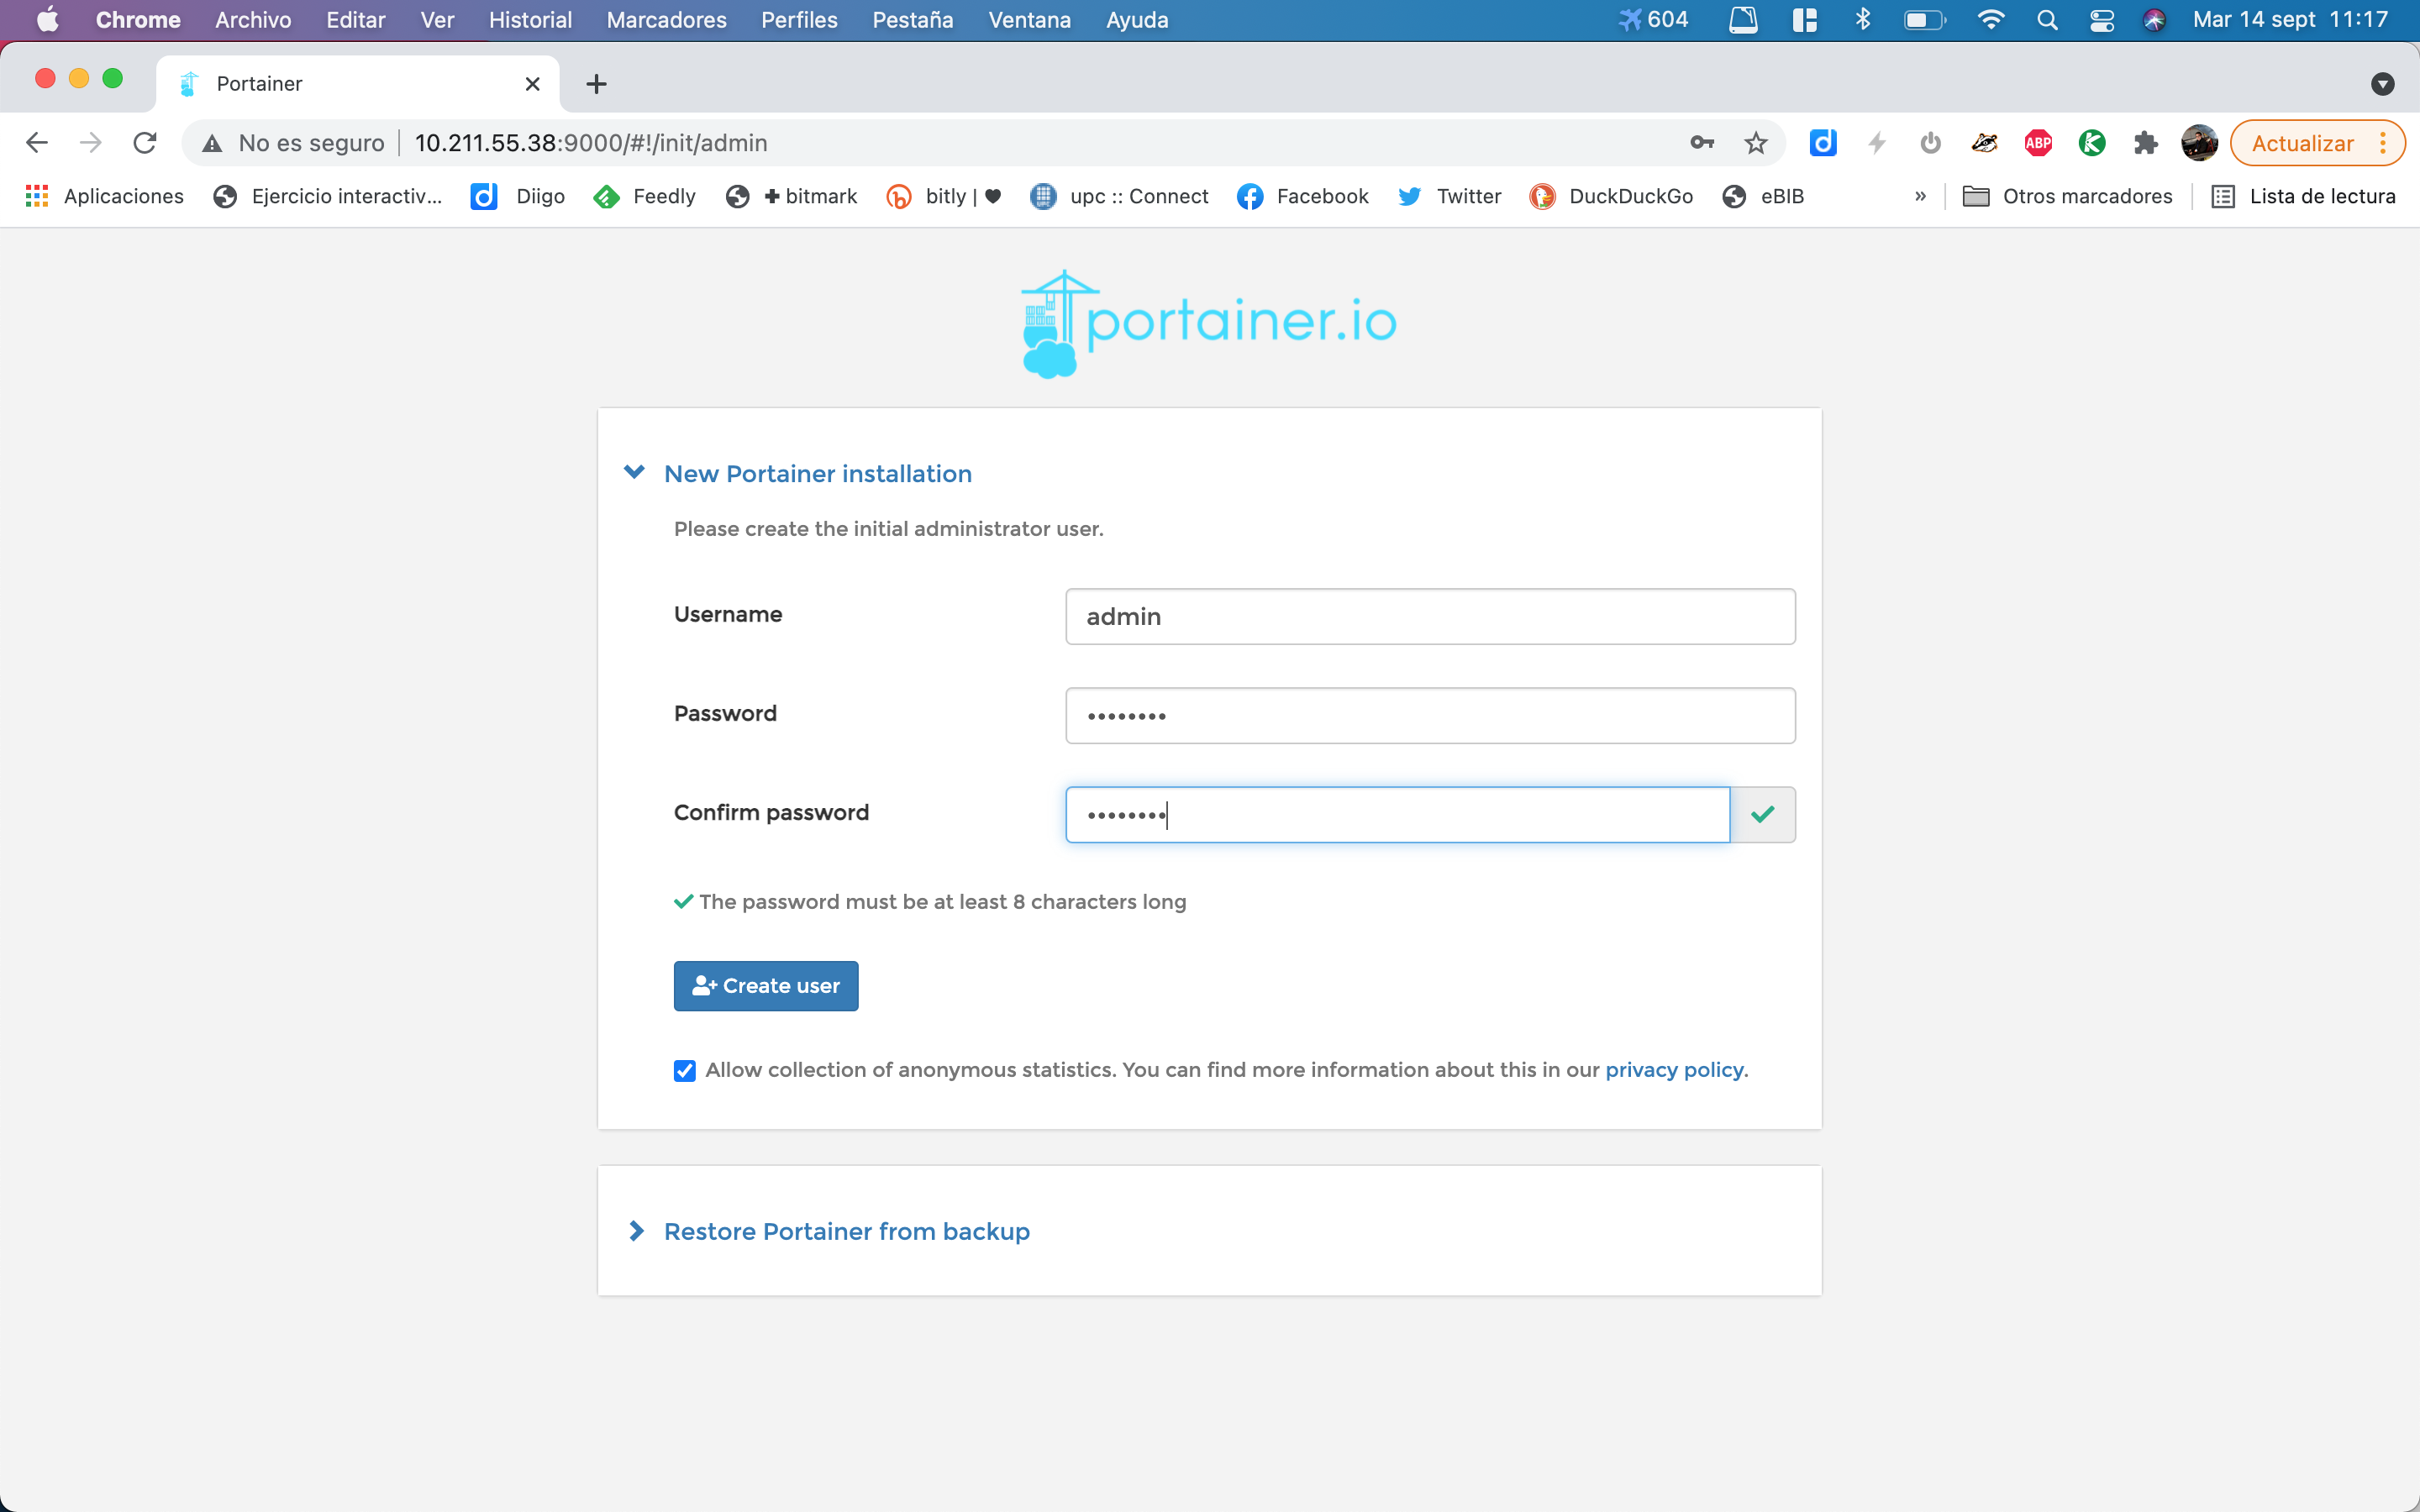 Chrome Archivo Editar Ver Historial Marcadores Perfiles Pestaña Ventana Ayuda 604 Mar 14 sept 11:17
Portainer
No es seguro 10.211.55.38:9000/#!/init/admin ABP K Actualizar
Aplicaciones Ejercicio interactiv... d Diigo Feedly + bitmark b bitly | ♥ UPC upc :: Connect Facebook Twitter DuckDuckGo eBIB » Otros marcadores Lista de lectura
portainer.io
New Portainer installation
Please create the initial administrator user.
Username admin
Password ••••••••
Confirm password ••••••••
The password must be at least 8 characters long
Create user
Allow collection of anonymous statistics. You can find more information about this in our privacy policy.
Restore Portainer from backup